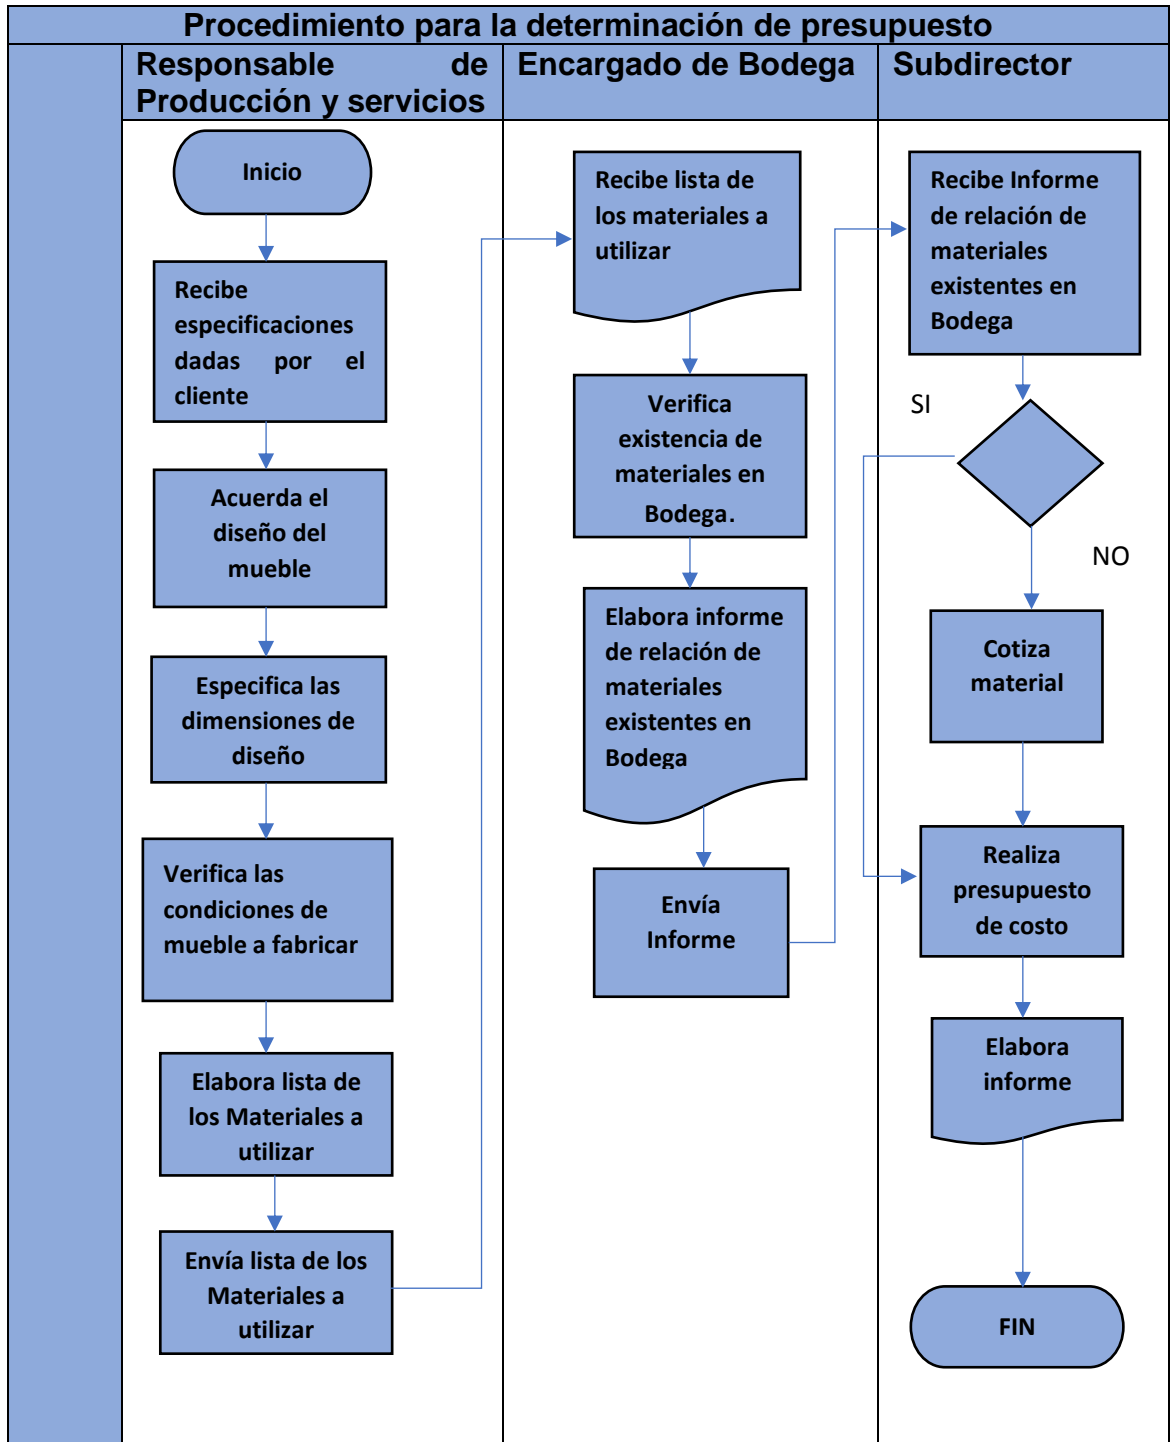 Procedimiento para la determinación de presupuesto
Responsable de
Producción y servicios
Encargado de Bodega
Subdirector
Inicio
Recibe
especificaciones
dadas por el
cliente
Acuerda el
diseño del
mueble
Especifica las
dimensiones de
diseño
Verifica las
condiciones de
mueble a fabricar
Elabora lista de
los Materiales a
utilizar
Envía lista de los
Materiales a
utilizar
Recibe lista de
los materiales a
utilizar
Verifica
existencia de
materiales en
Bodega.
Elabora informe
de relación de
materiales
existentes en
Bodega
Envía
Informe
Recibe Informe
de relación de
materiales
existentes en
Bodega
SI
NO
Cotiza
material
Realiza
presupuesto
de costo
Elabora
informe
FIN